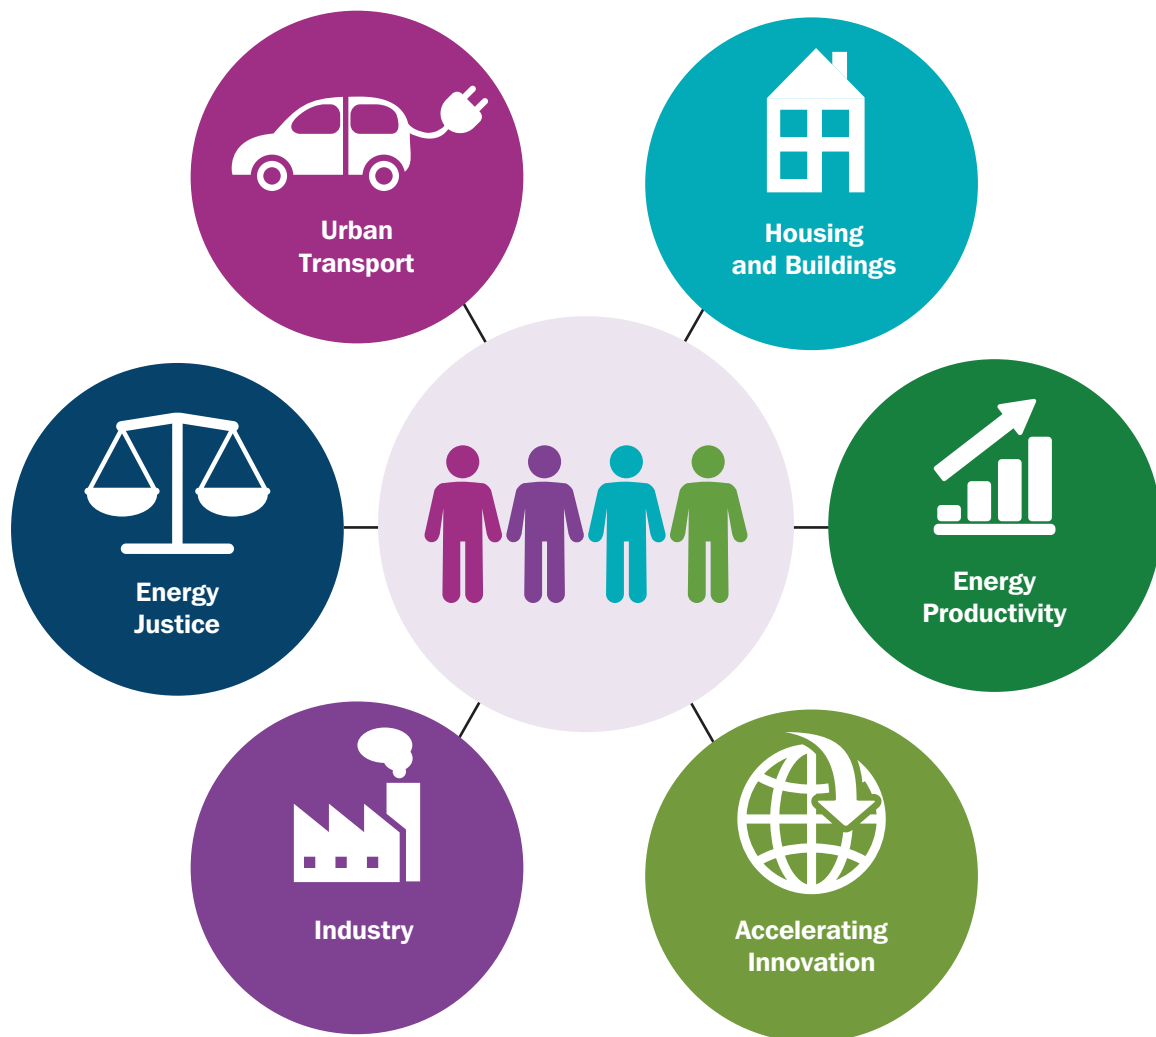 Urban
Transport
Housing
and Buildings
Energy
Justice
Energy
Productivity
Industry
Accelerating
Innovation